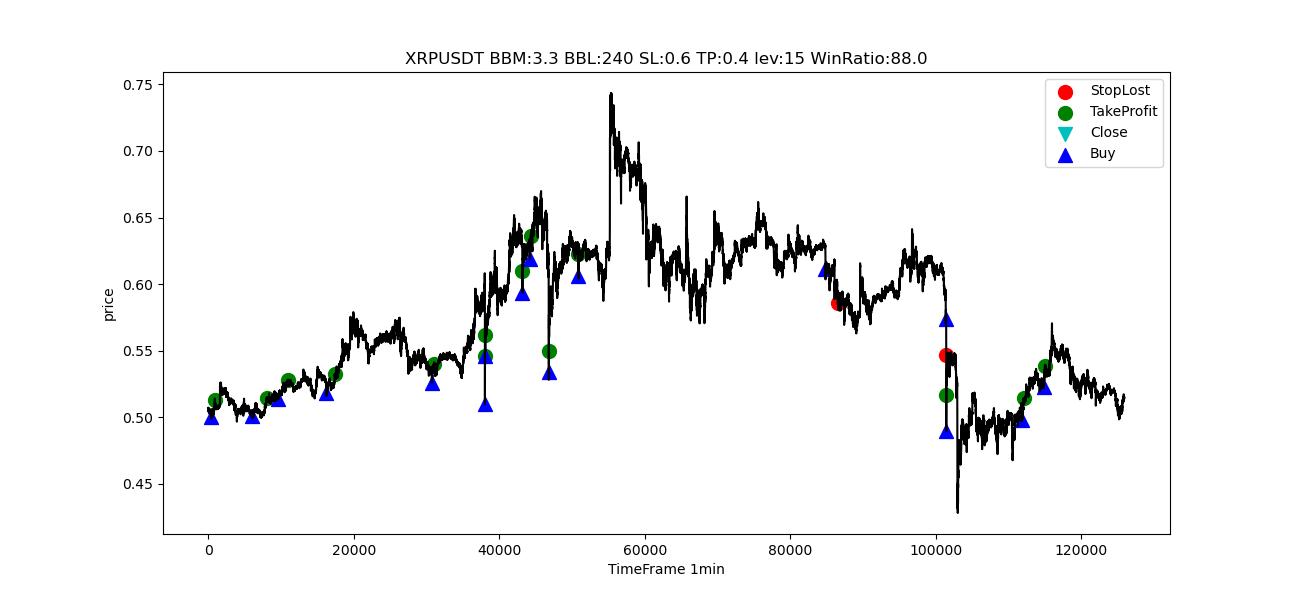 XRPUSDT BBM:3.3 BBL:240 SL:0.6 TP:0.4 lev:15 WinRatio:88.0
StopLost
TakeProfit
Close
Buy
0.75
0.70
0.65
0.60
0.55
0.50
0.45
price
0 20000 40000 60000 80000 100000 120000
TimeFrame 1min